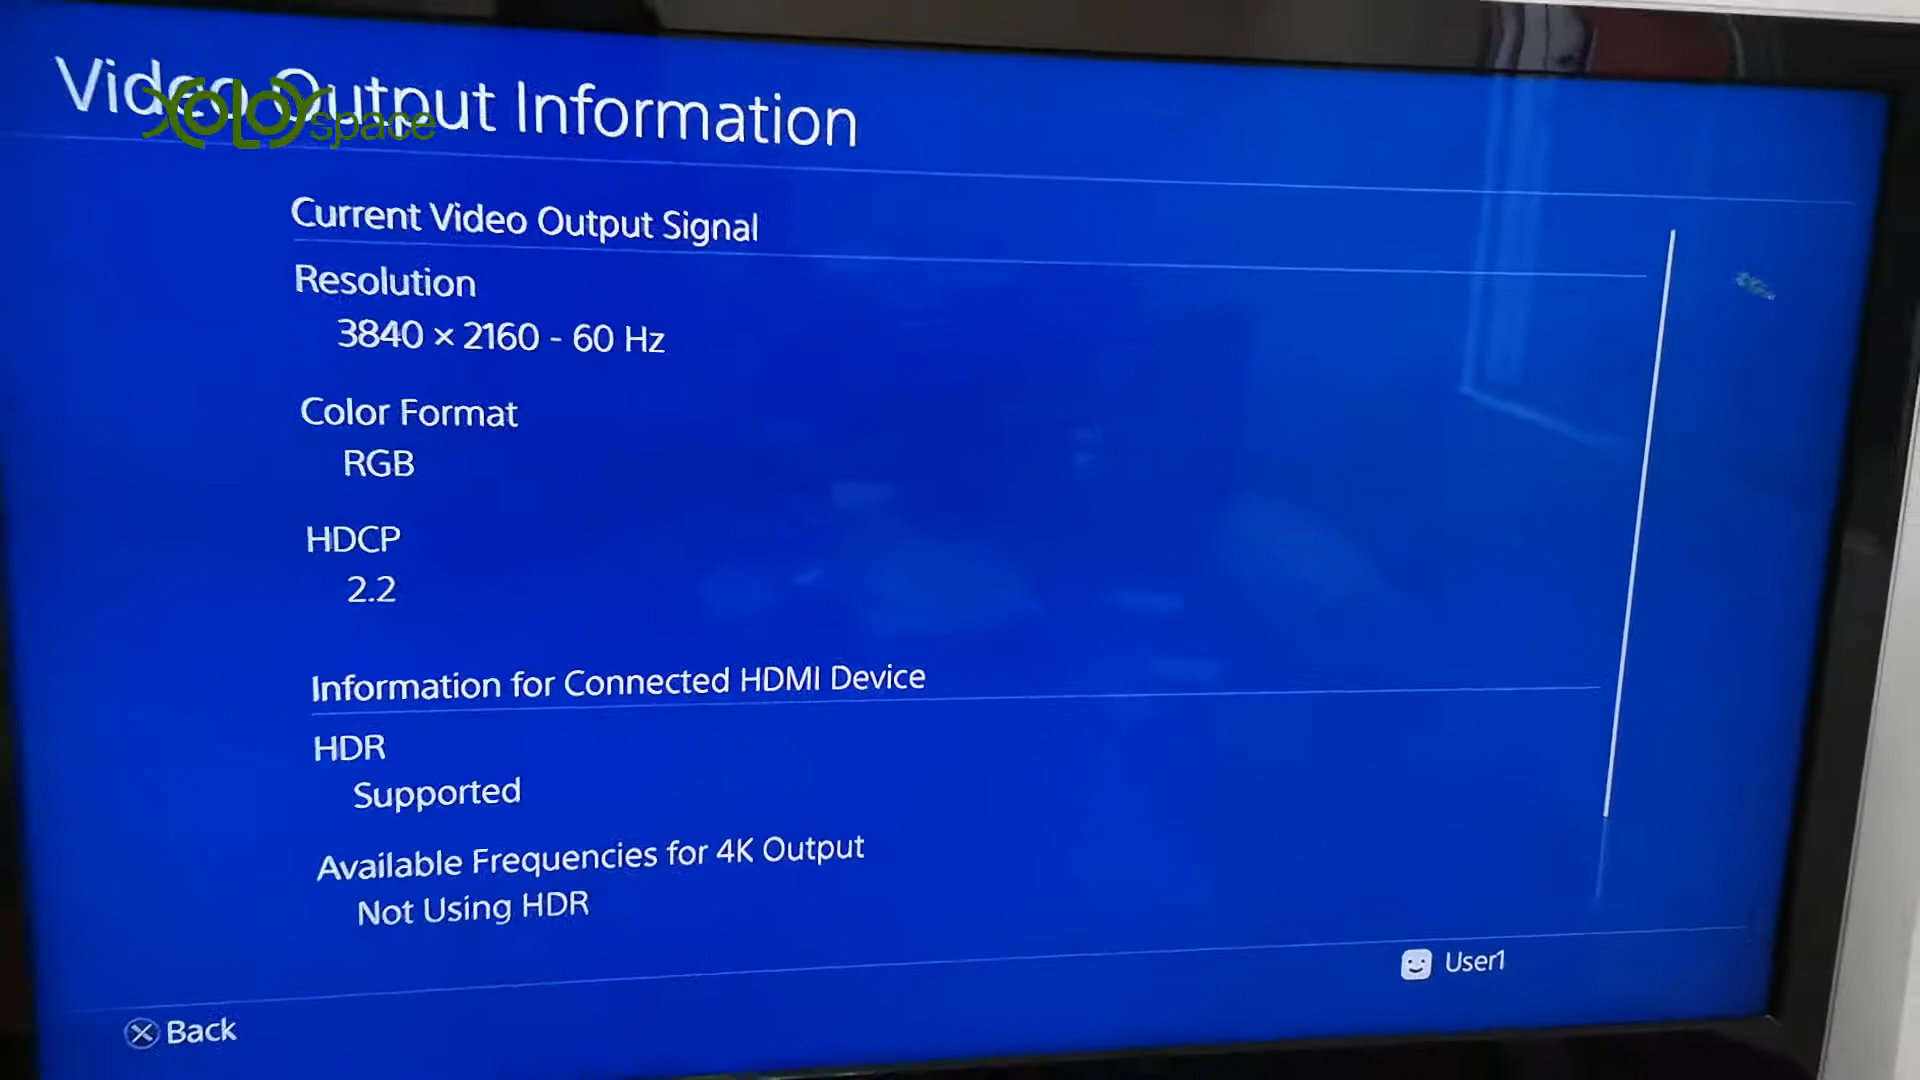 Video Output Information
XOLOY space
Current Video Output Signal
Resolution
3840 × 2160 - 60 Hz
Color Format
RGB
HDCP
2.2
Information for Connected HDMI Device
HDR
Supported
Available Frequencies for 4K Output
Not Using HDR
User1
Back